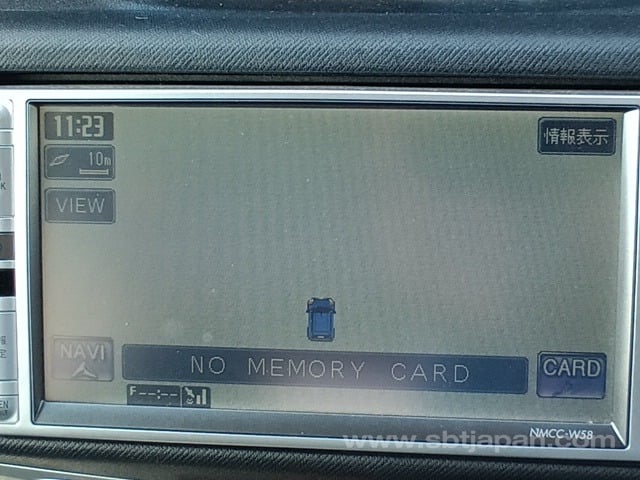 11:23
情報表示
10m
VIEW
NAVI
NO MEMORY CARD
CARD
F--:--
NMCC-W58
www.sbtjapan.com